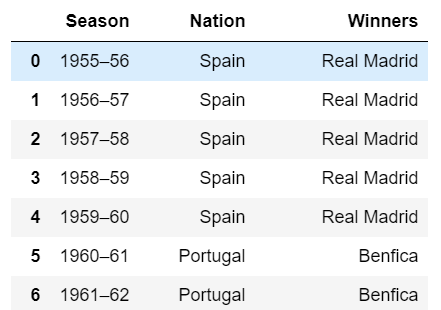 Season Nation Winners
0 1955–56 Spain Real Madrid
1 1956–57 Spain Real Madrid
2 1957–58 Spain Real Madrid
3 1958–59 Spain Real Madrid
4 1959–60 Spain Real Madrid
5 1960–61 Portugal Benfica
6 1961–62 Portugal Benfica